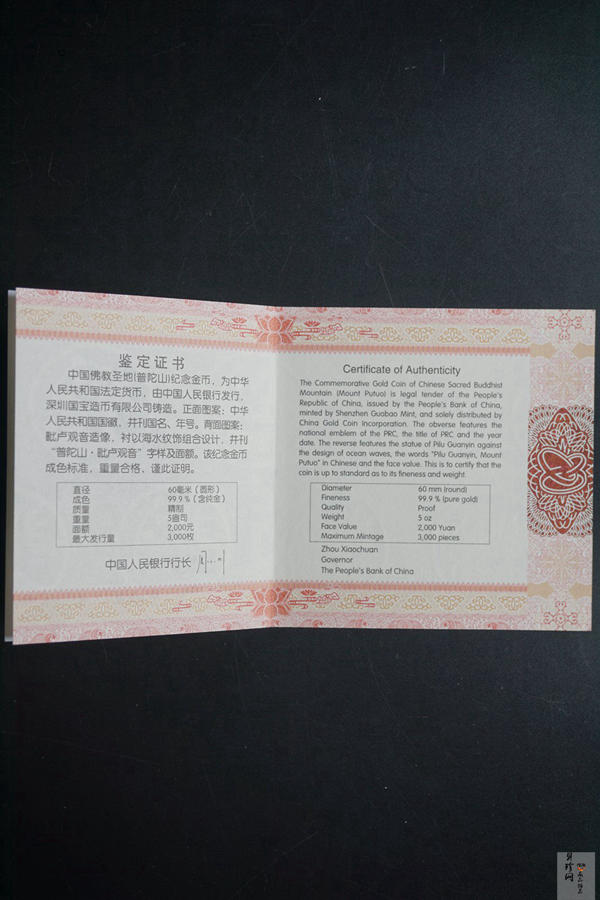 鉴定证书
中国佛教圣地(普陀山)纪念金币，为中华
人民共和国法定货币，由中国人民银行发行，
深圳国宝造币有限公司铸造。正面图案：中华
人民共和国国徽，并刊国名、年号。背面图案：
毗卢观音造像，衬以海水纹饰组合设计，并刊
“普陀山·毗卢观音”字样及面额。该纪念金币
成色标准，重量合格，谨此证明。
直径 60毫米（圆形）
成色 99.9％（含纯金）
质量 精制
重量 5盎司
面额 2,000元
最大发行量 3,000枚
中国人民银行行长
Certificate of Authenticity
The Commemorative Gold Coin of Chinese Sacred Buddhist
Mountain (Mount Putuo) is legal tender of the People's
Republic of China, issued by the People's Bank of China,
minted by Shenzhen Guobao Mint, and solely distributed by
China Gold Coin Incorporation. The obverse features the
national emblem of the PRC, the title of PRC and the year
date. The reverse features the statue of Pilu Guanyin against
the design of ocean waves, the words "Pilu Guanyin, Mount
Putuo" in Chinese and the face value. This is to certify that the
coin is up to standard as to its fineness and weight.
Diameter 60 mm (round)
Fineness 99.9 % (pure gold)
Quality Proof
Weight 5 oz
Face Value 2,000 Yuan
Maximum Mintage 3,000 pieces
Zhou Xiaochuan
Governor
The People's Bank of China